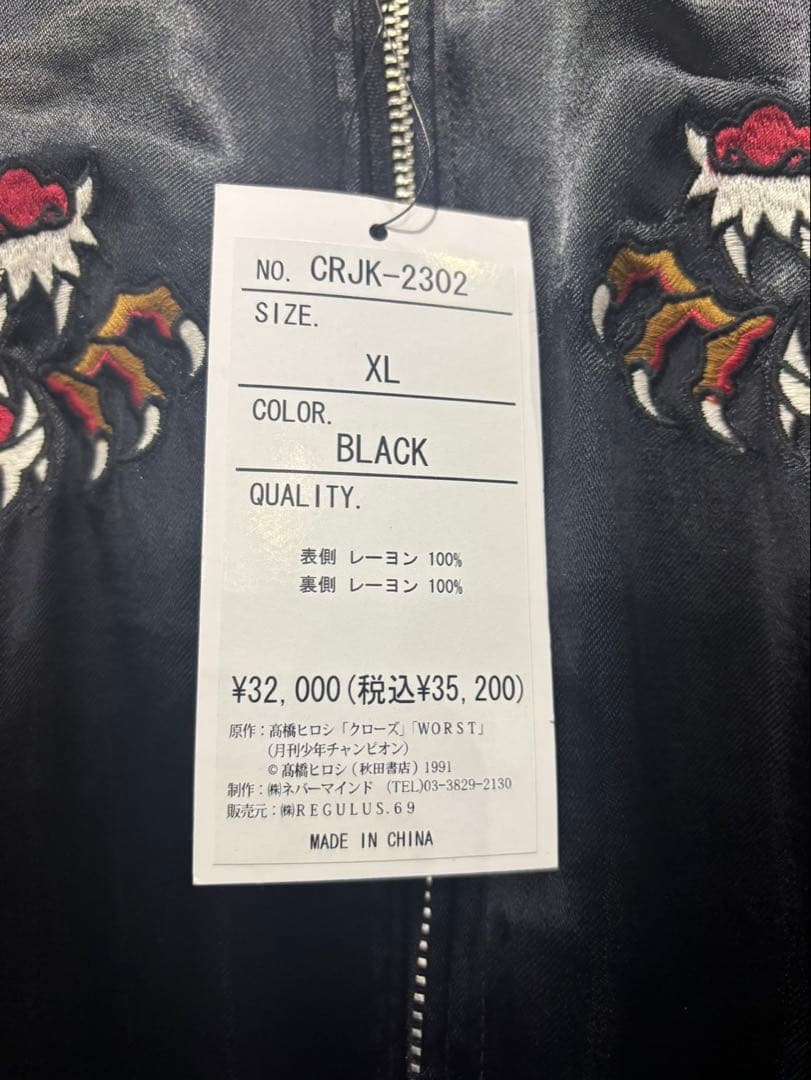 NO. CRJK-2302
SIZE.
XL
COLOR.
BLACK
QUALITY.
表側 レーヨン 100%
裏側 レーヨン 100%
¥32,000(税込¥35,200)
原作：髙橋ヒロシ「クローズ」「WORST」
(月刊少年チャンピオン)
© 髙橋ヒロシ (秋田書店) 1991
制作：㈱ネバーマインド (TEL)03-3829-2130
販売元：㈱REGULUS.69
MADE IN CHINA